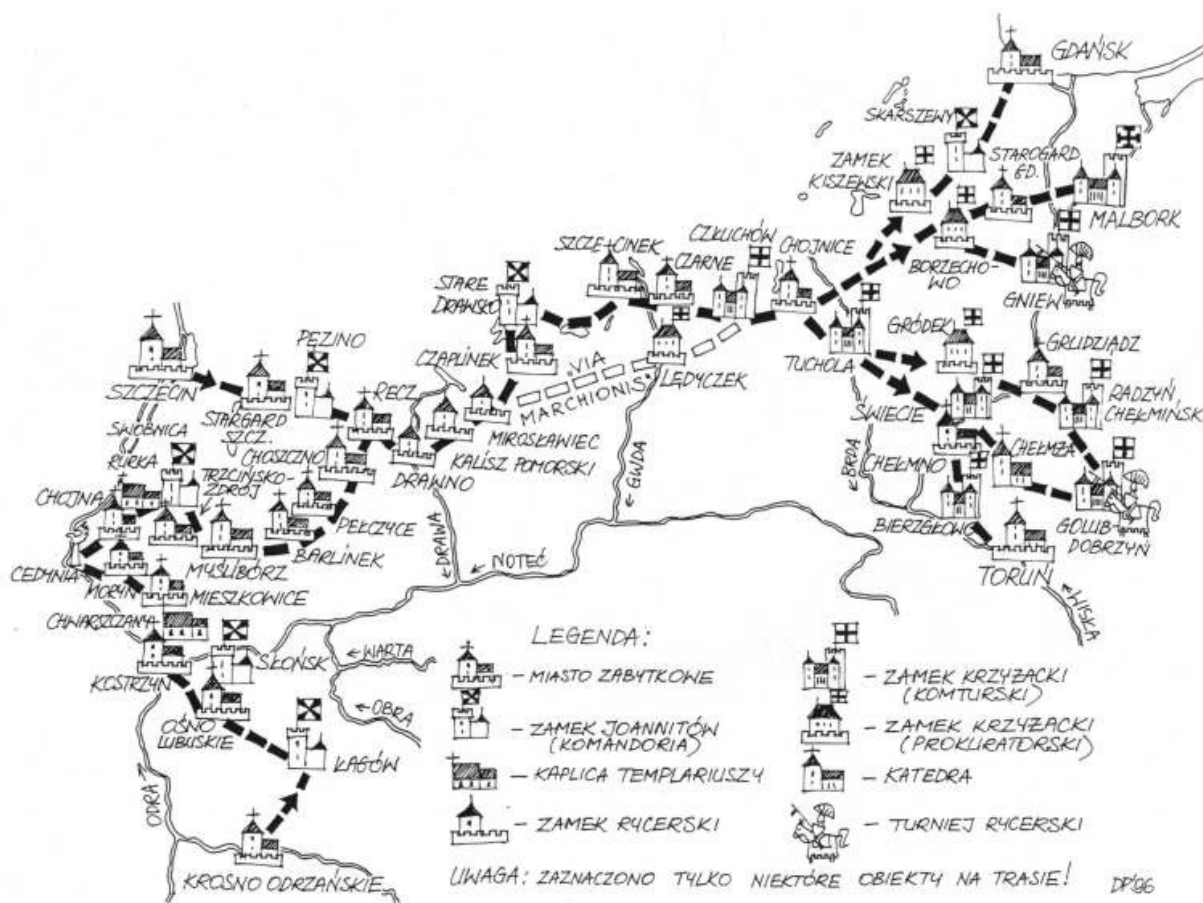 GDAŃSK
SKARSZEWY
ZAMEK
KISZEWSKI
STAROGARD
GD.
MALBORK
BORZECHO-
WO
GNIEW
SZCZECINEK
CZARNE
CZŁUCHÓW
CHOJNICE
STARE
DRAWSKO
CZAPLINEK
"VIA
MARCHIONIS"
LĘDYCZEK
TUCHOLA
GRÓDEK
GRUDZIĄDZ
RADZYŃ
CHEŁMIŃSK
ŚWIECIE
CHEŁMNO
CHEŁMŻA
BIERZGŁOWO
GOLUB-
DOBRZYŃ
TORUŃ
PEZINO
SZCZECIN
STARGARD
SZCZ.
RECZ
MIROSŁAWIEC
KALISZ POMORSKI
DRAWNO
CHOSZCZNO
SWOBNICA
RURKA
TRZCIŃSKO-
ZDRÓJ
CHOJNA
PEŁCZYCE
BARLINEK
MYŚLIBÓRZ
CEDYNIA
MORYŃ
MIESZKOWICE
CHWARSZCZANY
KOSTRZYN
SŁOŃSK
OŚNO
LUBUSKIE
ŁAGÓW
KROSNO ODRZAŃSKIE
ODRA
DRAWA
NOTEĆ
GWDA
BRDA
WISŁA
WARTA
OBRA
LEGENDA:
- MIASTO ZABYTKOWE
- ZAMEK JOANNITÓW
(KOMANDORIA)
- KAPLICA TEMPLARIUSZY
- ZAMEK RYCERSKI
- ZAMEK KRZYŻACKI
(KOMTURSKI)
- ZAMEK KRZYŻACKI
(PROKURATORSKI)
- KATEDRA
- TURNIEJ RYCERSKI
UWAGA: ZAZNACZONO TYLKO NIEKTÓRE OBIEKTY NA TRASIE!
DP'96